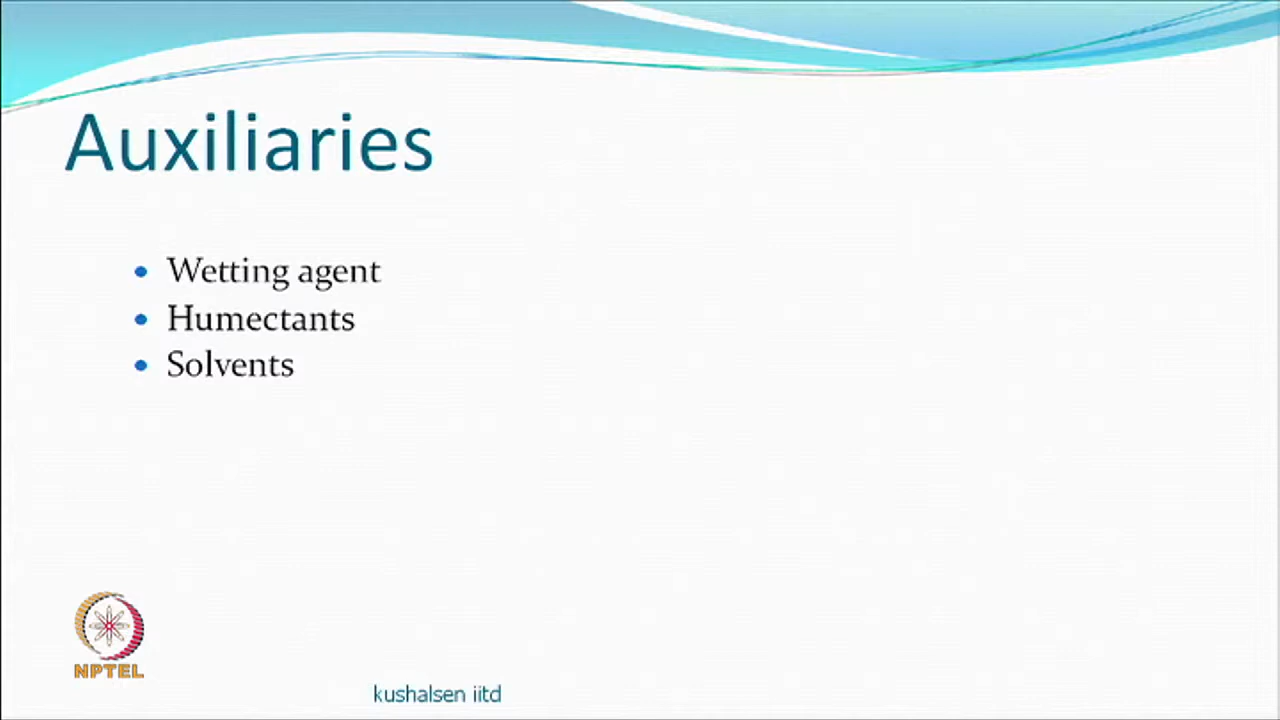 Auxiliaries
• Wetting agent
• Humectants
• Solvents
NPTEL
kushalsen iitd